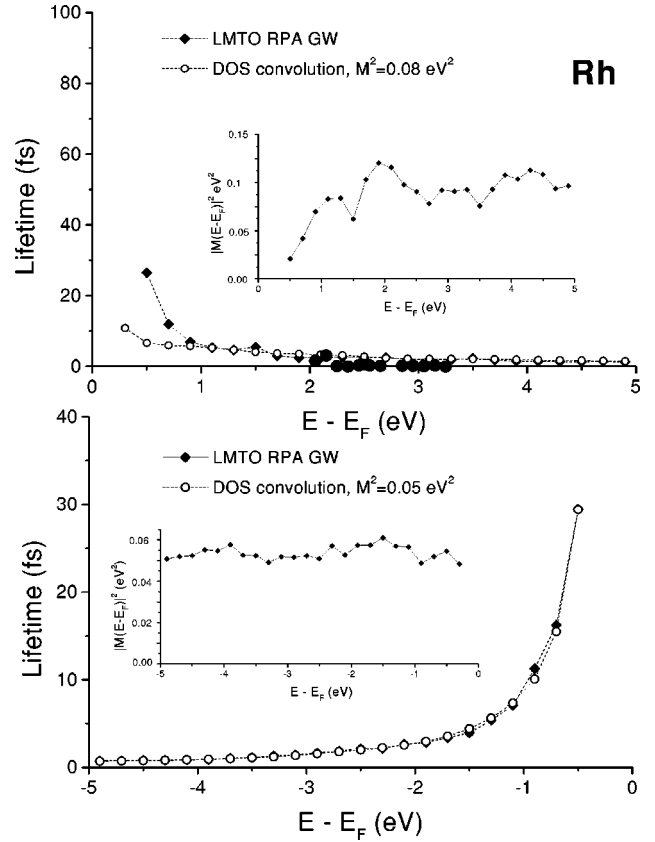 100
80
60
40
20
0
Lifetime (fs)
LMTO RPA GW
DOS convolution, M²=0.08 eV²
Rh
0.15
0.1
0.05
0.00
|M(E-E_F)|² eV²
0 1 2 3 4 5
E - E_F (eV)
0 1 2 3 4 5
E - E_F (eV)
40
30
20
10
0
Lifetime (fs)
LMTO RPA GW
DOS convolution, M²=0.05 eV²
0.06
0.04
0.02
0.00
|M(E-E_F)|² (eV²)
-5 -4 -3 -2 -1 0
E - E_F (eV)
-5 -4 -3 -2 -1 0
E - E_F (eV)